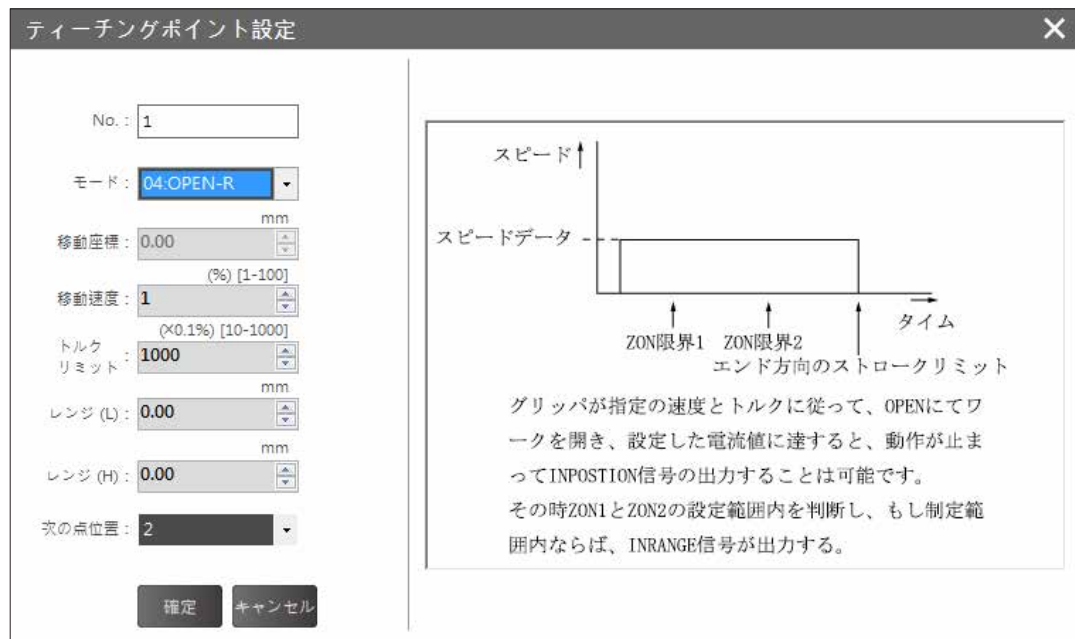 ティーチングポイント設定
No. : 1
モード : 04:OPEN-R
mm
移動座標 : 0.00
(%) [1-100]
移動速度 : 1
(×0.1%) [10-1000]
トルク
リミット : 1000
mm
レンジ (L) : 0.00
mm
レンジ (H) : 0.00
次の点位置 : 2
確定 キャンセル
スピード
スピードデータ
タイム
ZON限界1 ZON限界2
エンド方向のストロークリミット
グリッパが指定の速度とトルクに従って、OPENにてワ
ークを開き、設定した電流値に達すると、動作が止ま
ってINPOSTION信号の出力することは可能です。
その時ZON1とZON2の設定範囲内を判断し、もし制定範
囲内ならば、INRANGE信号が出力する。